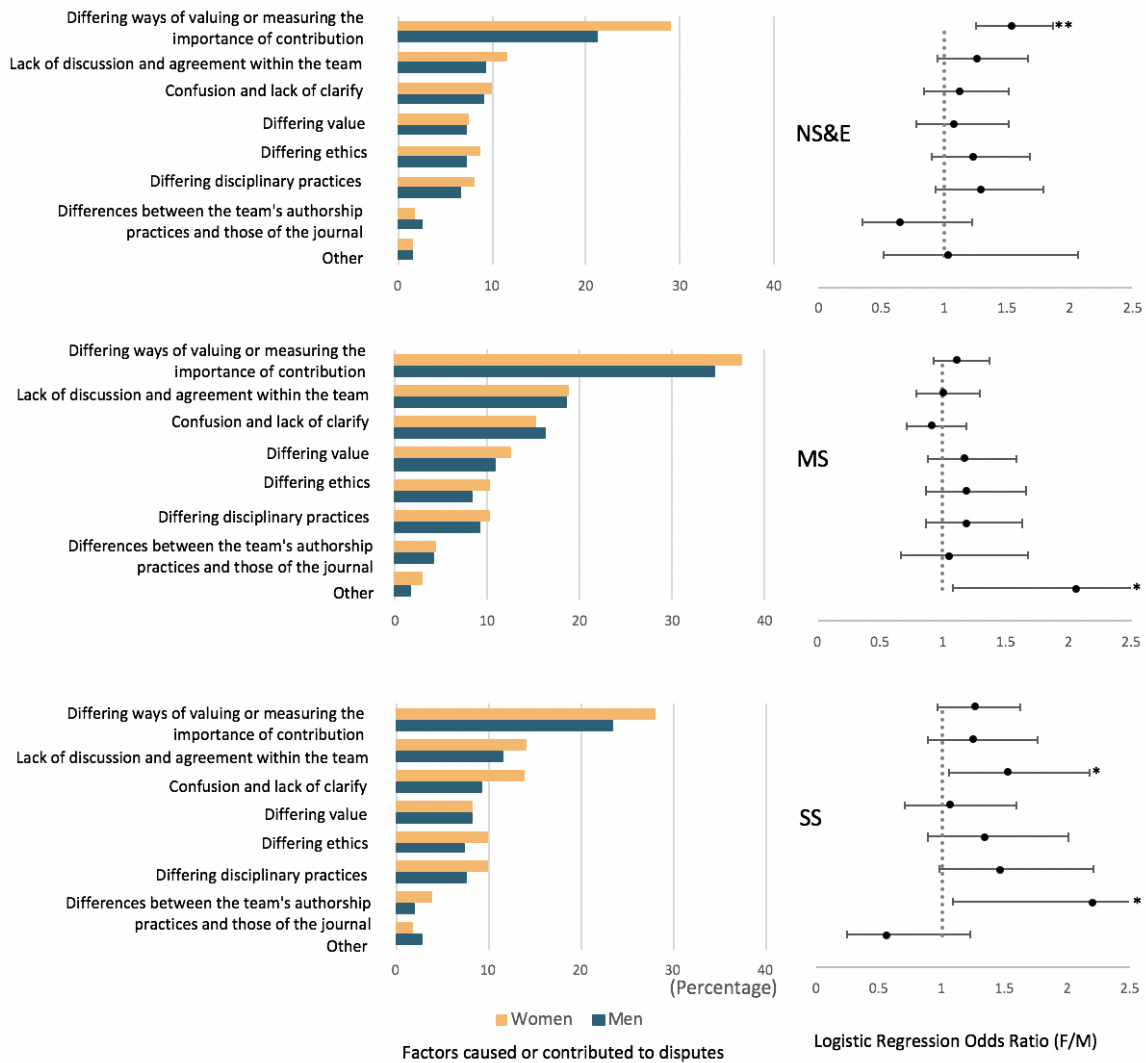 Differing ways of valuing or measuring the
importance of contribution
Lack of discussion and agreement within the team
Confusion and lack of clarify
Differing value
Differing ethics
Differing disciplinary practices
Differences between the team's authorship
practices and those of the journal
Other
0 10 20 30 40
**
NS&E
0 0.5 1 1.5 2 2.5
Differing ways of valuing or measuring the
importance of contribution
Lack of discussion and agreement within the team
Confusion and lack of clarify
Differing value
Differing ethics
Differing disciplinary practices
Differences between the team's authorship
practices and those of the journal
Other
0 10 20 30 40
MS
*
0 0.5 1 1.5 2 2.5
Differing ways of valuing or measuring the
importance of contribution
Lack of discussion and agreement within the team
Confusion and lack of clarify
Differing value
Differing ethics
Differing disciplinary practices
Differences between the team's authorship
practices and those of the journal
Other
0 10 20 30 40
(Percentage)
*
SS
*
0 0.5 1 1.5 2 2.5
Women Men
Factors caused or contributed to disputes
Logistic Regression Odds Ratio (F/M)